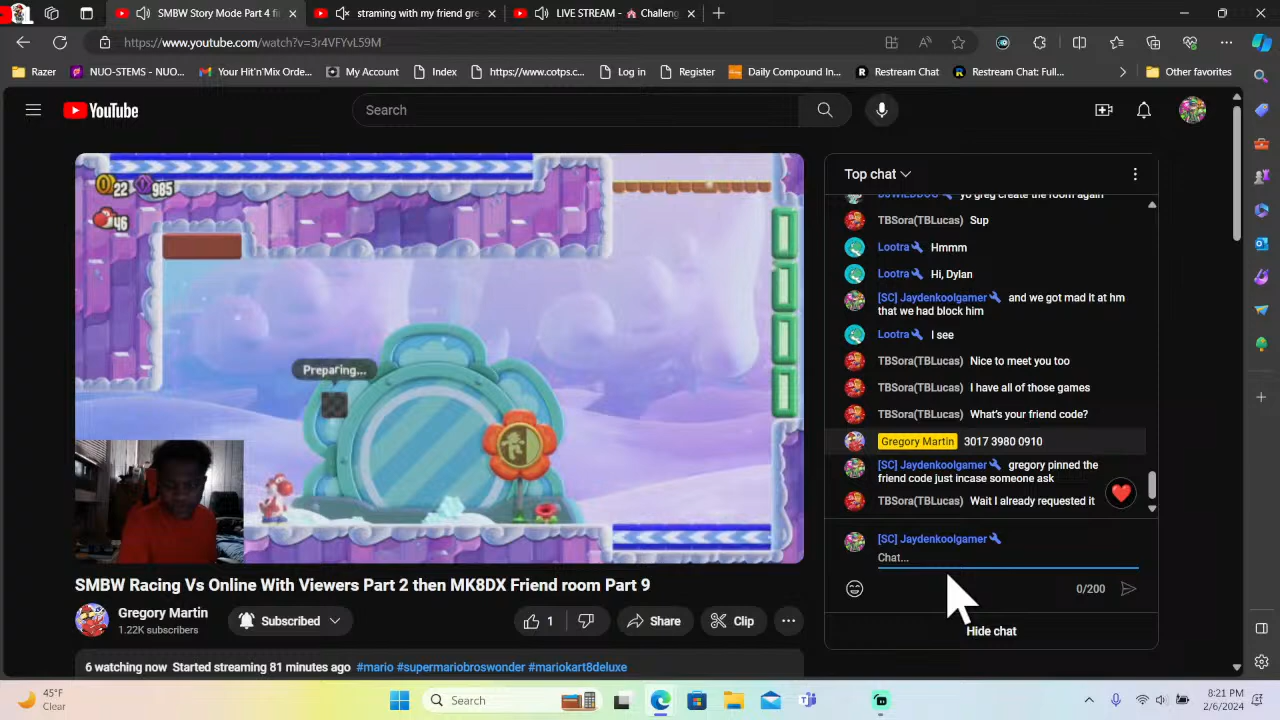 SMBW Story Mode Part 4 fi
straming with my friend! gre
LIVE STREAM - 🏠 Challeng
https://www.youtube.com/watch?v=3r4VFYvL59M
Razer
NUO-STEMS - NUO...
Your Hit'n'Mix Orde...
My Account
Index
https://www.cotps.c...
Log in
Register
Daily Compound In...
Restream Chat
Restream Chat: Full...
Other favorites
YouTube
Search
22 985
46
Preparing...
Top chat
yo greg create the room again
TBSora(TBLucas) Sup
Lootra Hmmm
Lootra Hi, Dylan
[SC] Jaydenkoolgamer and we got mad it at hm
that we had block him
Lootra I see
TBSora(TBLucas) Nice to meet you too
TBSora(TBLucas) I have all of those games
TBSora(TBLucas) What's your friend code?
Gregory Martin 3017 3980 0910
[SC] Jaydenkoolgamer gregory pinned the
friend code just incase someone ask
TBSora(TBLucas) Wait I already requested it
[SC] Jaydenkoolgamer
Chat...
0/200
Hide chat
SMBW Racing Vs Online With Viewers Part 2 then MK8DX Friend room Part 9
Gregory Martin
1.22K subscribers
Subscribed
1
Share
Clip
6 watching now Started streaming 81 minutes ago #mario #supermariobroswonder #mariokart8deluxe
45°F
Clear
Search
8:21 PM
2/6/2024